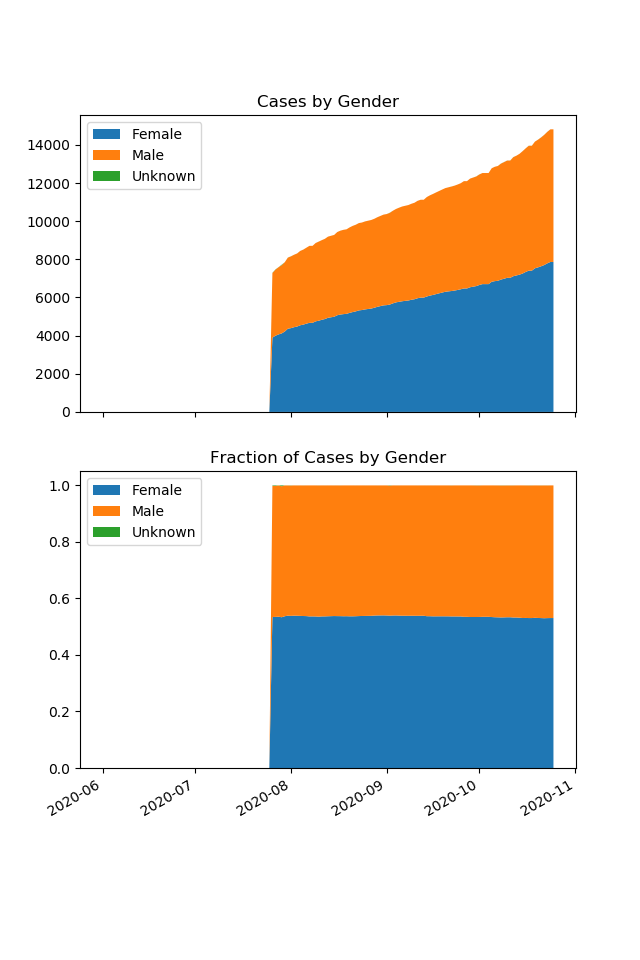 Cases by Gender
Female
Male
Unknown
14000
12000
10000
8000
6000
4000
2000
0
Fraction of Cases by Gender
Female
Male
Unknown
1.0
0.8
0.6
0.4
0.2
0.0
2020-06
2020-07
2020-08
2020-09
2020-10
2020-11